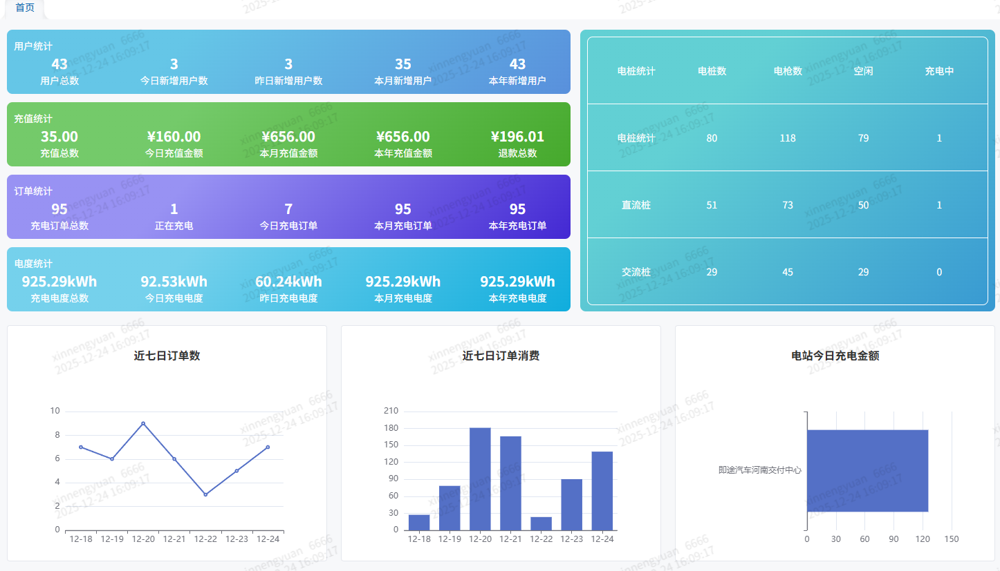 首页
用户统计
43 3 3 35 43
用户总数 今日新增用户数 昨日新增用户数 本月新增用户 本年新增用户
充值统计
35.00 ¥160.00 ¥656.00 ¥656.00 ¥196.01
充值总数 今日充值金额 本月充值金额 本年充值金额 退款总数
订单统计
95 1 7 95 95
充电订单总数 正在充电 今日充电订单 本月充电订单 本年充电订单
电度统计
925.29kWh 92.53kWh 60.24kWh 925.29kWh 925.29kWh
充电电度总数 今日充电电度 昨日充电电度 本月充电电度 本年充电电度
电桩统计 电桩数 电枪数 空闲 充电中
电桩统计 80 118 79 1
直流桩 51 73 50 1
交流桩 29 45 29 0
近七日订单数
10
8
6
4
2
0
12-18 12-19 12-20 12-21 12-22 12-23 12-24
近七日订单消费
210
180
150
120
90
60
30
0
12-18 12-19 12-20 12-21 12-22 12-23 12-24
电站今日充电金额
即途汽车河南交付中心
0 30 60 90 120 150
xinnengyuan 6666
2025-12-24 16:09:17